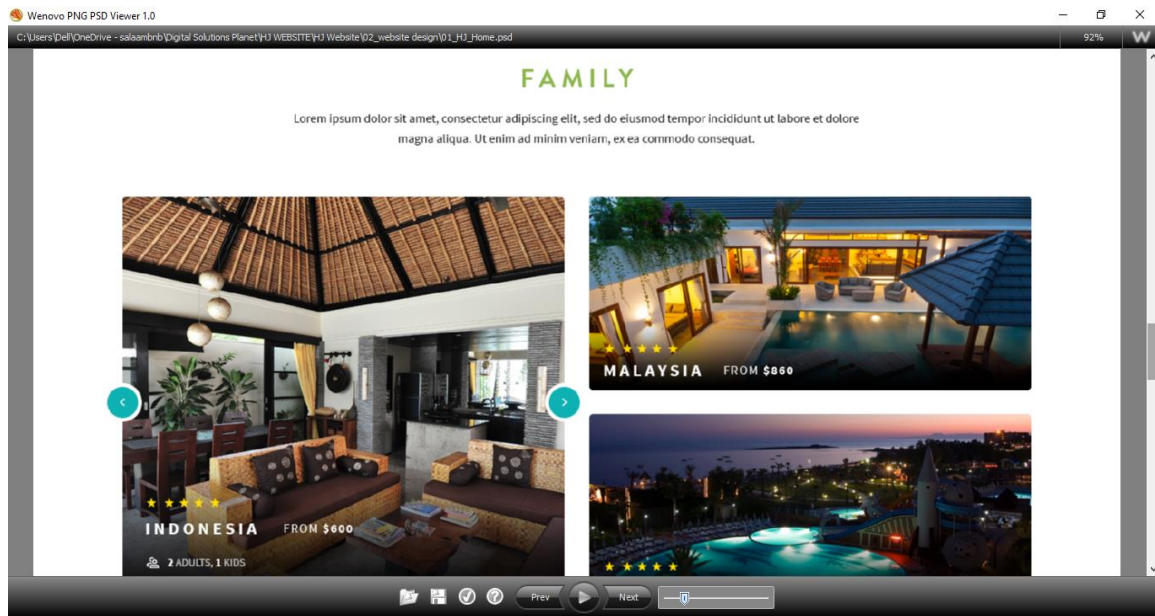 Wenovo PNG PSD Viewer 1.0
C:\Users\Dell\OneDrive - salaambnb\Digital Solutions Planet\HJ WEBSITE\HJ Website\02_website design\01_HJ_Home.psd
92%
W
FAMILY
Lorem ipsum dolor sit amet, consectetur adipiscing elit, sed do eiusmod tempor incididunt ut labore et dolore
magna aliqua. Ut enim ad minim veniam, ex ea commodo consequat.
MALAYSIA FROM $860
INDONESIA FROM $600
2 ADULTS, 1 KIDS
Prev
Next